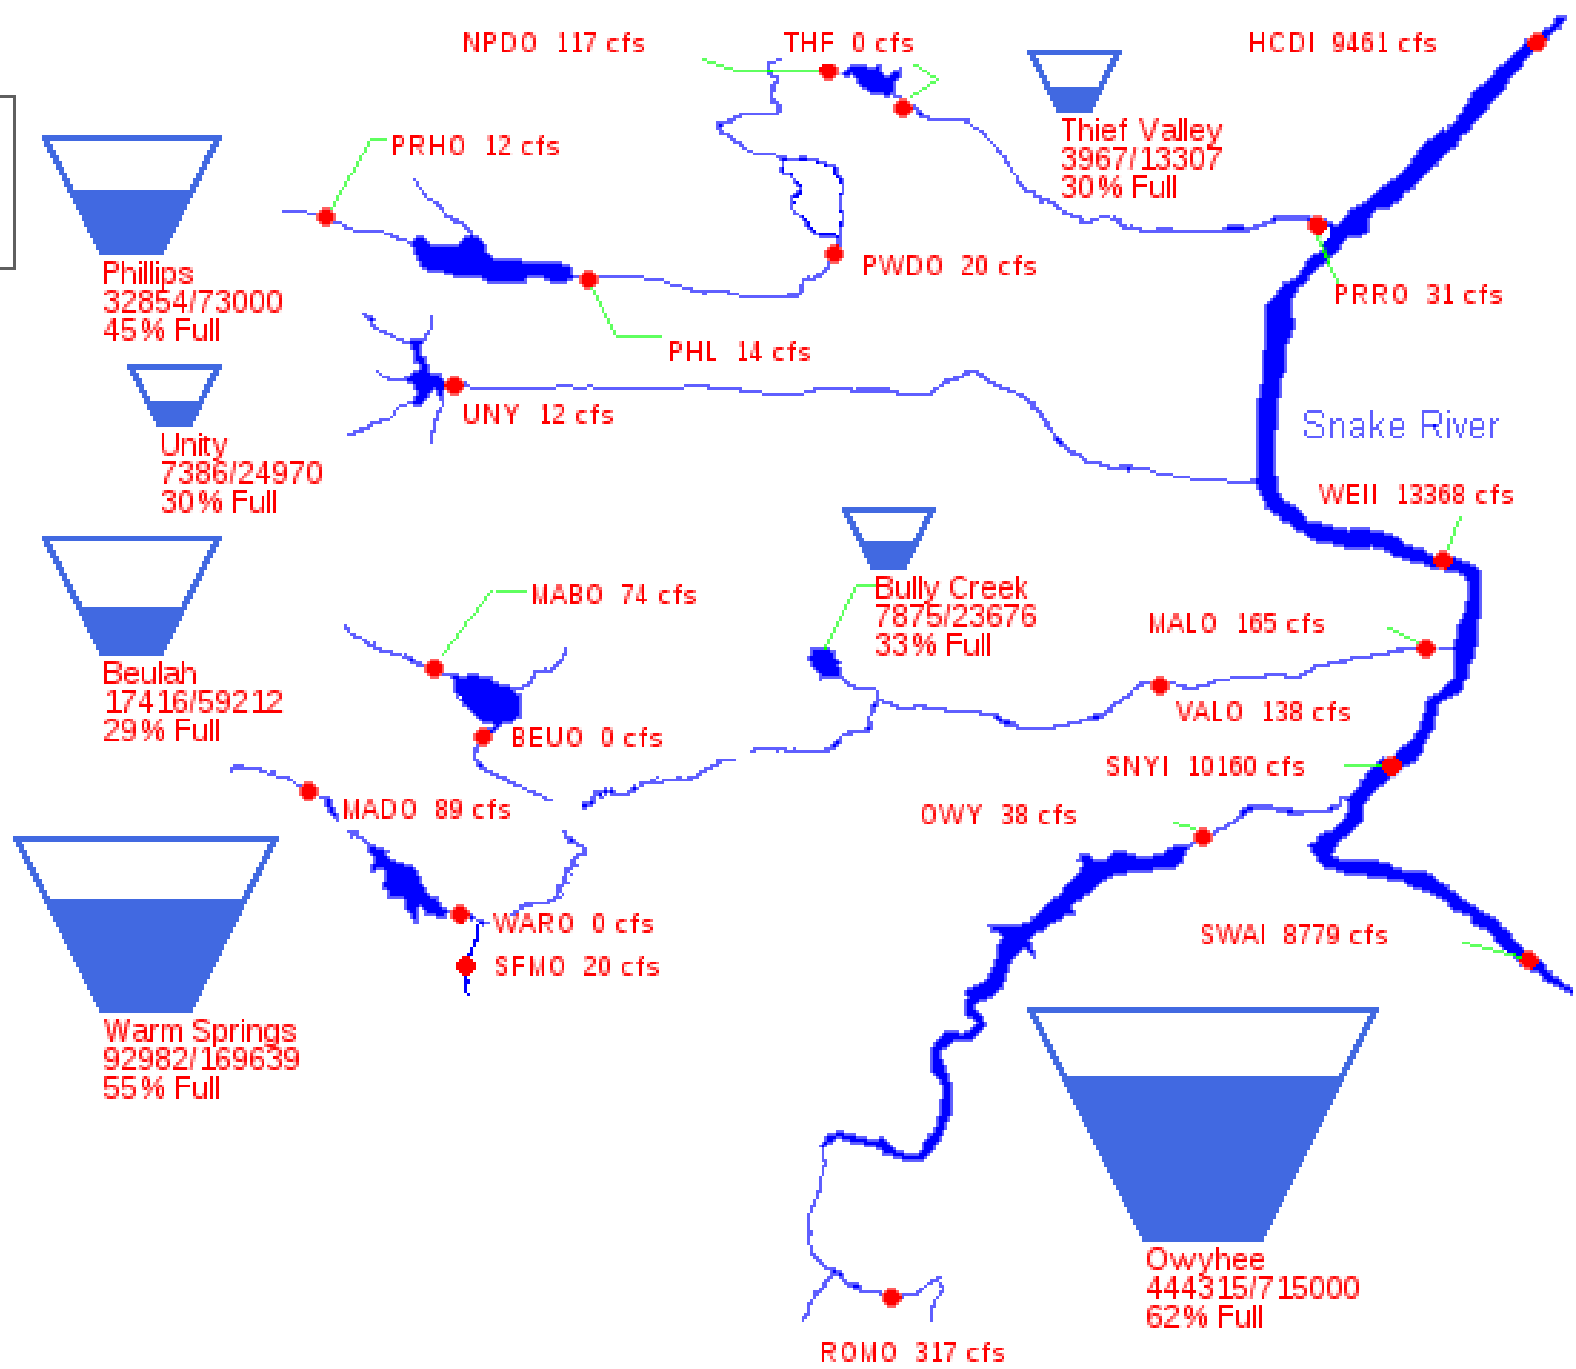 NPDO 117 cfs
THF 0 cfs
HCDI 9461 cfs
Thief Valley
3967/13307
30% Full
PRHO 12 cfs
Phillips
32854/73000
45% Full
PWDO 20 cfs
PRRO 31 cfs
PHL 14 cfs
UNY 12 cfs
Unity
7386/24970
30% Full
Snake River
WEII 13368 cfs
Bully Creek
7875/23676
33% Full
MABO 74 cfs
MALO 165 cfs
Beulah
17416/59212
29% Full
VALO 138 cfs
BEUO 0 cfs
SNYI 10160 cfs
MADO 89 cfs
OWY 38 cfs
WARO 0 cfs
SWAI 8779 cfs
SFMO 20 cfs
Warm Springs
92982/169639
55% Full
Owyhee
444315/715000
62% Full
ROMO 317 cfs